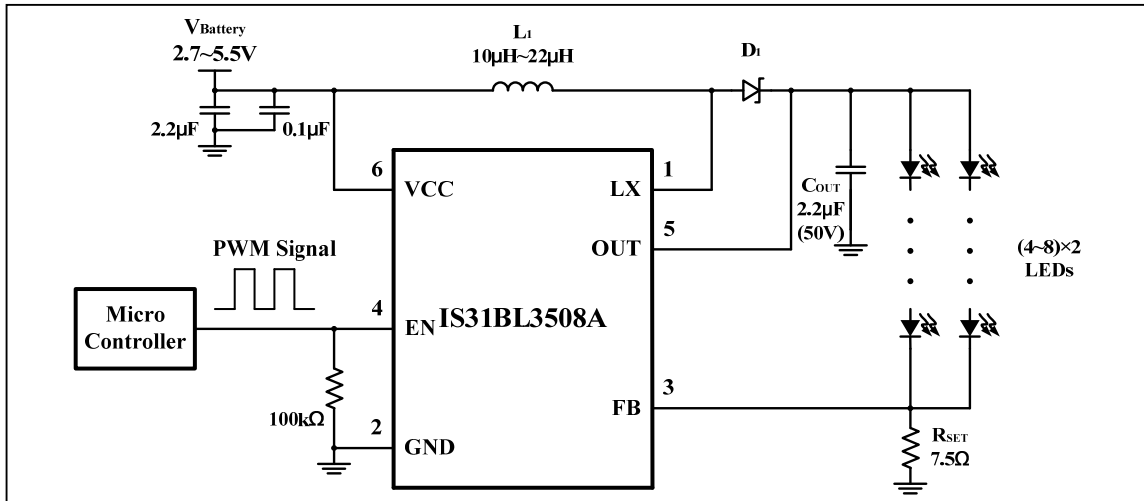 VBattery
2.7~5.5V
2.2μF
0.1μF
L1
10μH~22μH
D1
6
VCC
1
LX
COUT
2.2μF
(50V)
5
OUT
(4~8)×2
LEDs
PWM Signal
Micro
Controller
4
EN
IS31BL3508A
100kΩ
3
FB
2
GND
RSET
7.5Ω